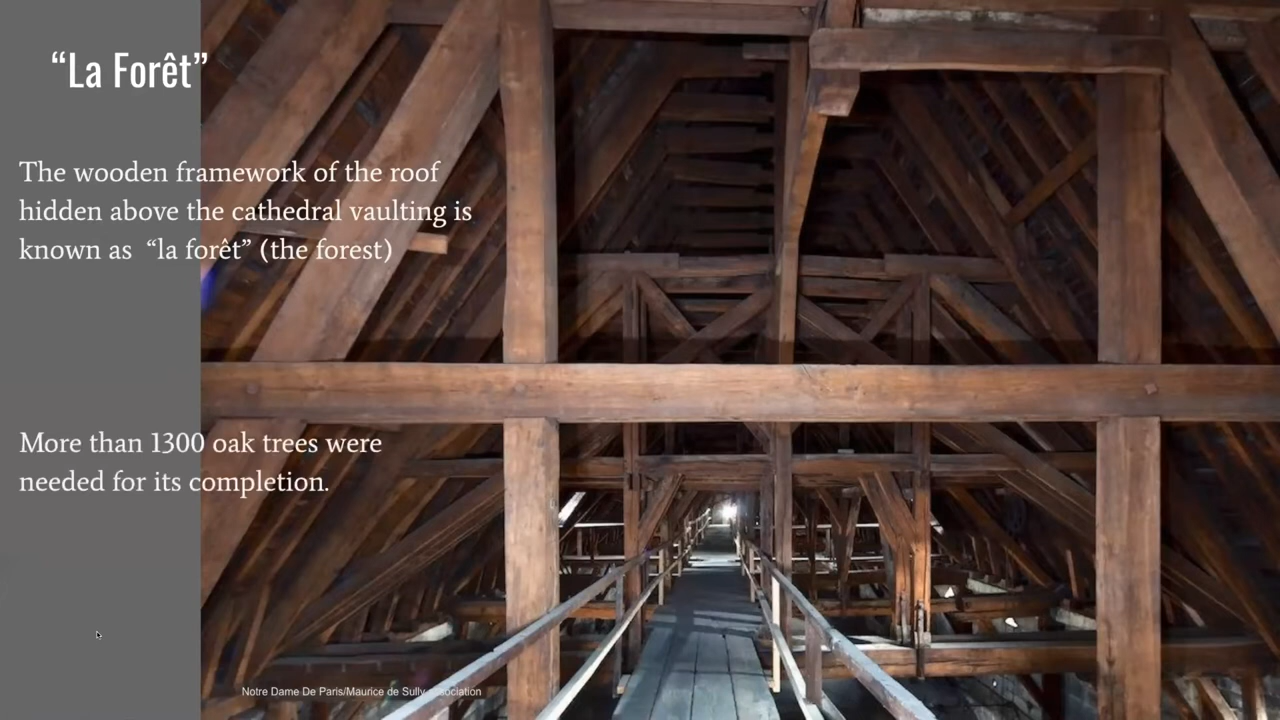 “La Forêt”
The wooden framework of the roof
hidden above the cathedral vaulting is
known as “la forêt” (the forest)
More than 1300 oak trees were
needed for its completion.
Notre Dame De Paris/Maurice de Sully association